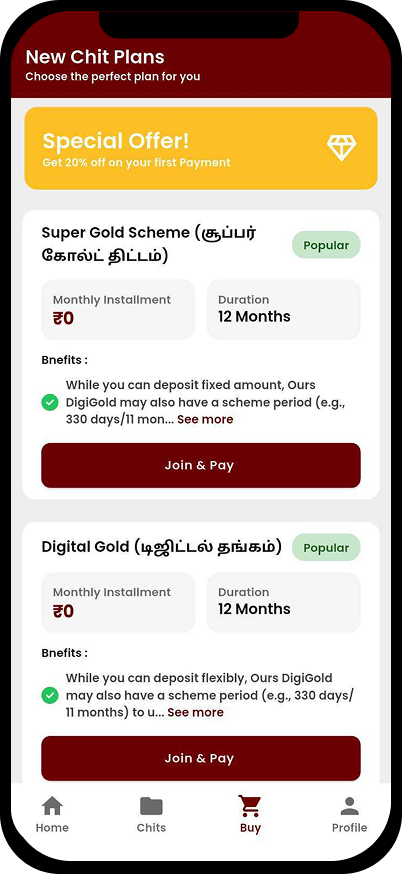 New Chit Plans
Choose the perfect plan for you
Special Offer!
Get 20% off on your first Payment
Super Gold Scheme (சூப்பர்
கோல்ட் திட்டம்)
Popular
Monthly Installment
₹0
Duration
12 Months
Bnefits :
While you can deposit fixed amount, Ours
DigiGold may also have a scheme period (e.g.,
330 days/11 mon... See more
Join & Pay
Digital Gold (டிஜிட்டல் தங்கம்)
Popular
Monthly Installment
₹0
Duration
12 Months
Bnefits :
While you can deposit flexibly, Ours DigiGold
may also have a scheme period (e.g., 330 days/
11 months) to u... See more
Join & Pay
Home
Chits
Buy
Profile